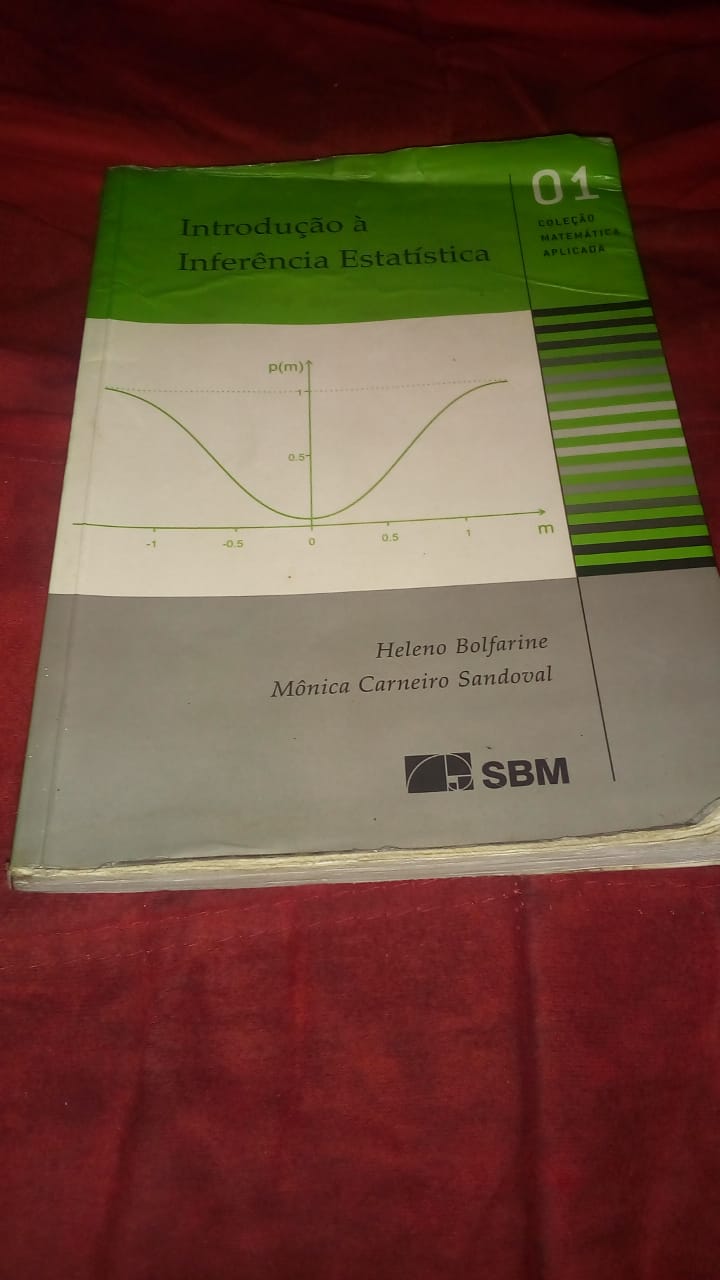 01
COLEÇÃO
MATEMÁTICA
APLICADA
Introdução à
Inferência Estatística
p(m)
1
0.5
-1
-0.5
0
0.5
1
m
Heleno Bolfarine
Mônica Carneiro Sandoval
SBM